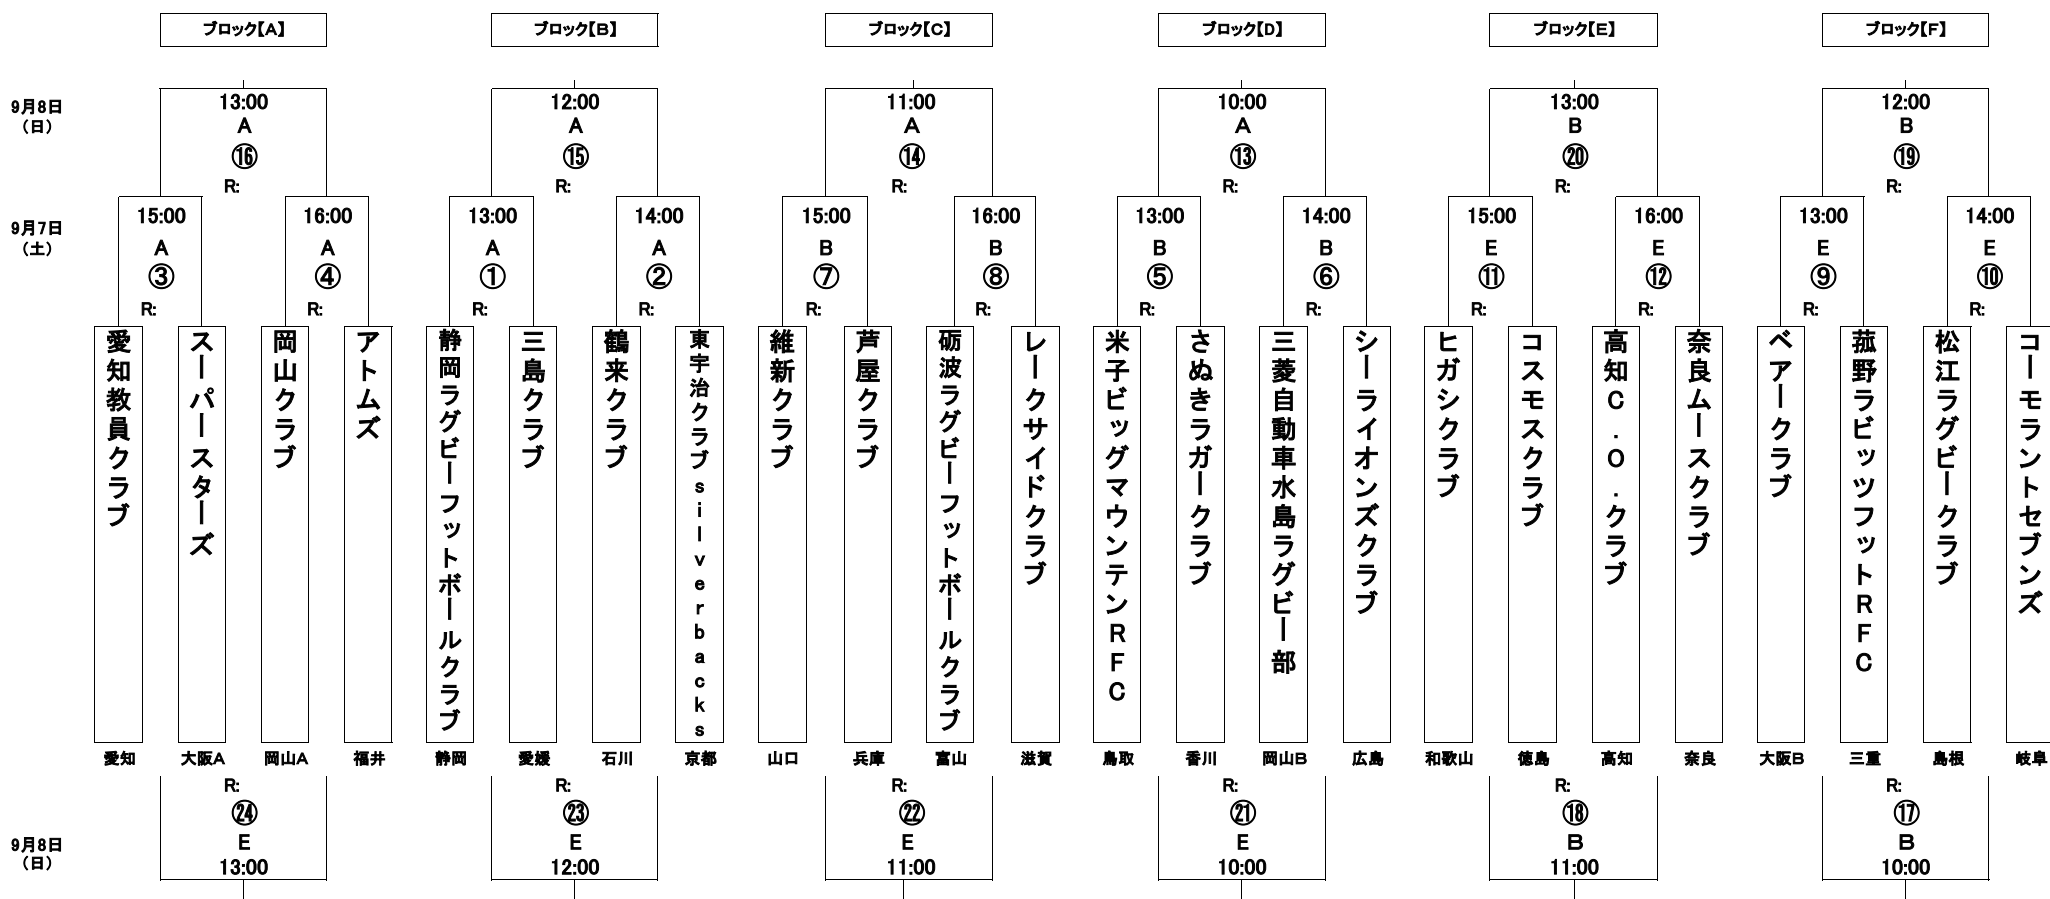 ブロック【A】 ブロック【B】 ブロック【C】 ブロック【D】 ブロック【E】 ブロック【F】
9月8日
（日）
13:00 12:00 11:00 10:00 13:00 12:00
A A A A B B
⑯ ⑮ ⑭ ⑬ ⑳ ⑲
R: R: R: R: R: R:
9月7日
（土）
15:00 16:00 13:00 14:00 15:00 16:00 13:00 14:00 15:00 16:00 13:00 14:00
A A A A B B B B E E E E
③ ④ ① ② ⑦ ⑧ ⑤ ⑥ ⑪ ⑫ ⑨ ⑩
R: R: R: R: R: R: R: R: R: R: R: R:
愛知教員クラブ
スーパースターズ
岡山クラブ
アトムズ
静岡ラグビーフットボールクラブ
三島クラブ
鶴来クラブ
東宇治クラブsilverbacks
維新クラブ
芦屋クラブ
砺波ラグビーフットボールクラブ
レークサイドクラブ
米子ビッグマウンテンRFC
さぬきラガークラブ
三菱自動車水島ラグビー部
シーライオンズクラブ
ヒガシクラブ
コスモスクラブ
高知C.O.クラブ
奈良ムースクラブ
ベアークラブ
菰野ラビッツフットRFC
松江ラグビークラブ
コーモラントセブンズ
愛知 大阪A 岡山A 福井 静岡 愛媛 石川 京都 山口 兵庫 富山 滋賀 鳥取 香川 岡山B 広島 和歌山 徳島 高知 奈良 大阪B 三重 島根 岐阜
R: R: R: R: R: R:
㉔ ㉓ ㉒ ㉑ ⑱ ⑰
E E E E B B
13:00 12:00 11:00 10:00 11:00 10:00
9月8日
（日）